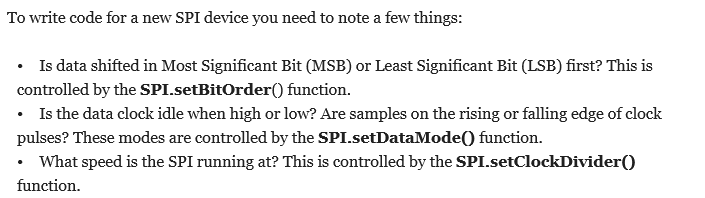 To write code for a new SPI device you need to note a few things:
• Is data shifted in Most Significant Bit (MSB) or Least Significant Bit (LSB) first? This is
controlled by the SPI.setBitOrder() function.
• Is the data clock idle when high or low? Are samples on the rising or falling edge of clock
pulses? These modes are controlled by the SPI.setDataMode() function.
• What speed is the SPI running at? This is controlled by the SPI.setClockDivider()
function.